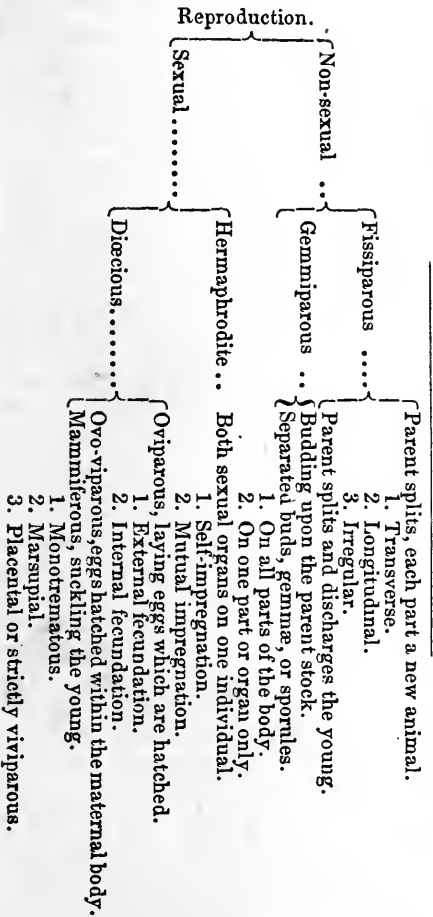 Reproduction.
Non-sexual ..
Fissiparous ....
Parent splits, each part a new animal.
1. Transverse.
2. Longitudinal.
3. Irregular.
Parent splits and discharges the young.
Gemmiparous ..
Budding upon the parent stock.
Separated buds, gemmæ, or sporules.
1. On all parts of the body.
2. On one part or organ only.
Sexual ........
Hermaphrodite ..
Both sexual organs on one individual.
1. Self-impregnation.
2. Mutual impregnation.
Diœcious........
Oviparous, laying eggs which are hatched.
1. External fecundation.
2. Internal fecundation.
Ovo-viparous, eggs hatched within the maternal body.
Mammiferous, suckling the young.
1. Monotrematous.
2. Marsupial.
3. Placental or strictly viviparous.